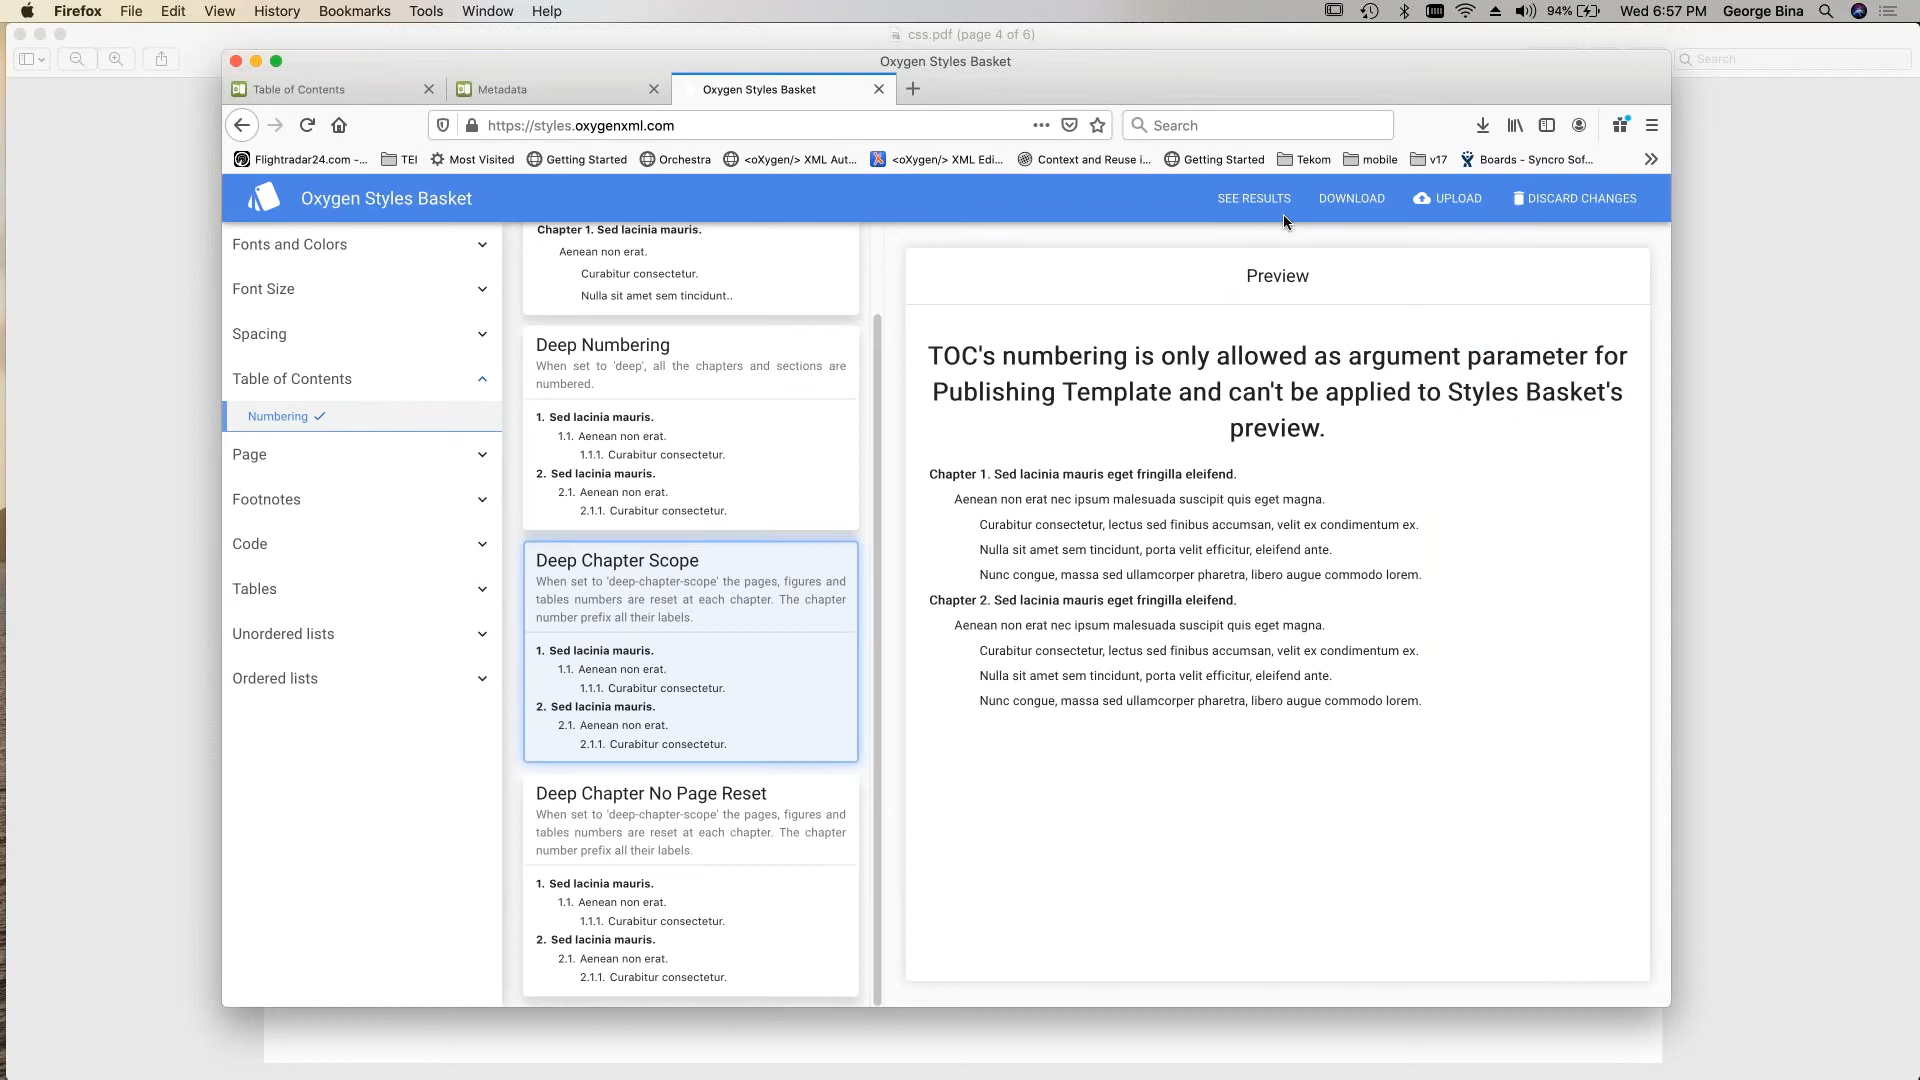 Firefox File Edit View History Bookmarks Tools Window Help 94% Wed 6:57 PM George Bina
css.pdf (page 4 of 6)
Search
Oxygen Styles Basket
Table of Contents Metadata Oxygen Styles Basket
https://styles.oxygenxml.com Search
Flightradar24.com -... TEI Most Visited Getting Started Orchestra <oXygen/> XML Aut... <oXygen/> XML Edi... Context and Reuse i... Getting Started Tekom mobile v17 Boards - Syncro Sof...
Oxygen Styles Basket SEE RESULTS DOWNLOAD UPLOAD DISCARD CHANGES
Fonts and Colors
Font Size
Spacing
Table of Contents
Numbering
Page
Footnotes
Code
Tables
Unordered lists
Ordered lists
Chapter 1. Sed lacinia mauris.
Aenean non erat.
Curabitur consectetur.
Nulla sit amet sem tincidunt..
Deep Numbering
When set to 'deep', all the chapters and sections are
numbered.
1. Sed lacinia mauris.
1.1. Aenean non erat.
1.1.1. Curabitur consectetur.
2. Sed lacinia mauris.
2.1. Aenean non erat.
2.1.1. Curabitur consectetur.
Deep Chapter Scope
When set to 'deep-chapter-scope' the pages, figures and
tables numbers are reset at each chapter. The chapter
number prefix all their labels.
1. Sed lacinia mauris.
1.1. Aenean non erat.
1.1.1. Curabitur consectetur.
2. Sed lacinia mauris.
2.1. Aenean non erat.
2.1.1. Curabitur consectetur.
Deep Chapter No Page Reset
When set to 'deep-chapter-scope' the pages, figures and
tables numbers are reset at each chapter. The chapter
number prefix all their labels.
1. Sed lacinia mauris.
1.1. Aenean non erat.
1.1.1. Curabitur consectetur.
2. Sed lacinia mauris.
2.1. Aenean non erat.
2.1.1. Curabitur consectetur.
Preview
TOC's numbering is only allowed as argument parameter for
Publishing Template and can't be applied to Styles Basket's
preview.
Chapter 1. Sed lacinia mauris eget fringilla eleifend.
Aenean non erat nec ipsum malesuada suscipit quis eget magna.
Curabitur consectetur, lectus sed finibus accumsan, velit ex condimentum ex.
Nulla sit amet sem tincidunt, porta velit efficitur, eleifend ante.
Nunc congue, massa sed ullamcorper pharetra, libero augue commodo lorem.
Chapter 2. Sed lacinia mauris eget fringilla eleifend.
Aenean non erat nec ipsum malesuada suscipit quis eget magna.
Curabitur consectetur, lectus sed finibus accumsan, velit ex condimentum ex.
Nulla sit amet sem tincidunt, porta velit efficitur, eleifend ante.
Nunc congue, massa sed ullamcorper pharetra, libero augue commodo lorem.